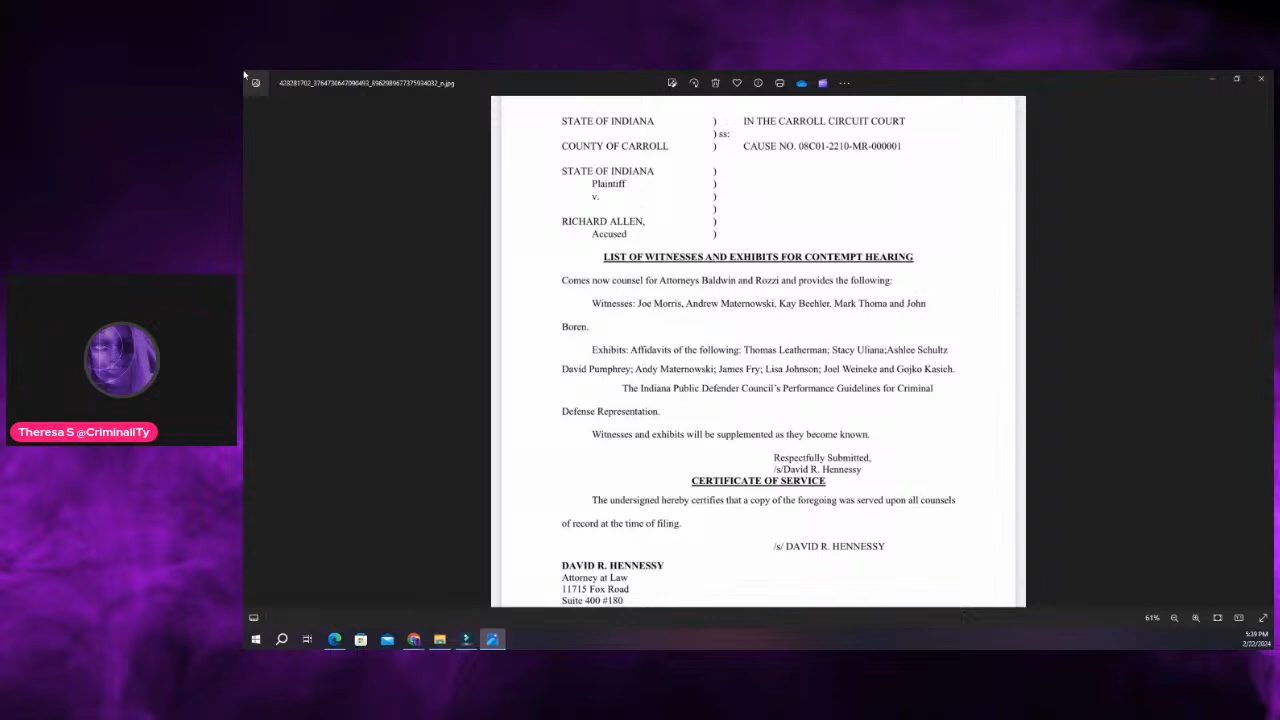 428281702_3764730647090493_8962989677375934032_n.jpg
STATE OF INDIANA ) IN THE CARROLL CIRCUIT COURT
) ss:
COUNTY OF CARROLL ) CAUSE NO. 08C01-2210-MR-000001
STATE OF INDIANA )
Plaintiff )
v. )
)
RICHARD ALLEN, )
Accused )
LIST OF WITNESSES AND EXHIBITS FOR CONTEMPT HEARING
Comes now counsel for Attorneys Baldwin and Rozzi and provides the following:
Witnesses: Joe Morris, Andrew Maternowski, Kay Beehler. Mark Thoma and John
Boren.
Exhibits: Affidavits of the following: Thomas Leatherman; Stacy Uliana;Ashlee Schultz
David Pumphrey; Andy Maternowski; James Fry; Lisa Johnson; Joel Weineke and Gojko Kasich.
The Indiana Public Defender Council's Performance Guidelines for Criminal
Defense Representation.
Witnesses and exhibits will be supplemented as they become known.
Respectfully Submitted,
/s/David R. Hennessy
CERTIFICATE OF SERVICE
The undersigned hereby certifies that a copy of the foregoing was served upon all counsels
of record at the time of filing.
/s/ DAVID R. HENNESSY
DAVID R. HENNESSY
Attorney at Law
11715 Fox Road
Suite 400 #180
Theresa S @CriminaliTy
61%
5:39 PM
2/22/2024